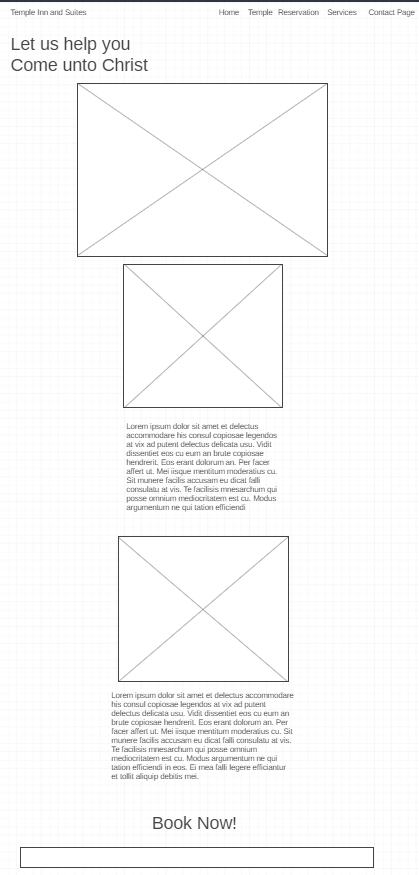 Temple Inn and Suites Home Temple Reservation Services Contact Page
Let us help you
Come unto Christ
Lorem ipsum dolor sit amet et delectus
accommodare his consul copiosae legendos
at vix ad putent delectus delicata usu. Vidit
dissentiet eos cu eum an brute copiosae
hendrerit. Eos erant dolorum an. Per facer
affert ut. Mei iisque mentitum moderatius cu.
Sit munere facilis accusam eu dicat falli
consulatu at vis. Te facilisis mnesarchum qui
posse omnium mediocritatem est cu. Modus
argumentum ne qui tation efficiendi
Lorem ipsum dolor sit amet et delectus accommodare
his consul copiosae legendos at vix ad putent
delectus delicata usu. Vidit dissentiet eos cu eum an
brute copiosae hendrerit. Eos erant dolorum an. Per
facer affert ut. Mei iisque mentitum moderatius cu. Sit
munere facilis accusam eu dicat falli consulatu at vis.
Te facilisis mnesarchum qui posse omnium
mediocritatem est cu. Modus argumentum ne qui
tation efficiendi in eos. Ei mea falli legere efficiantur
et tollit aliquip debitis mei.
Book Now!